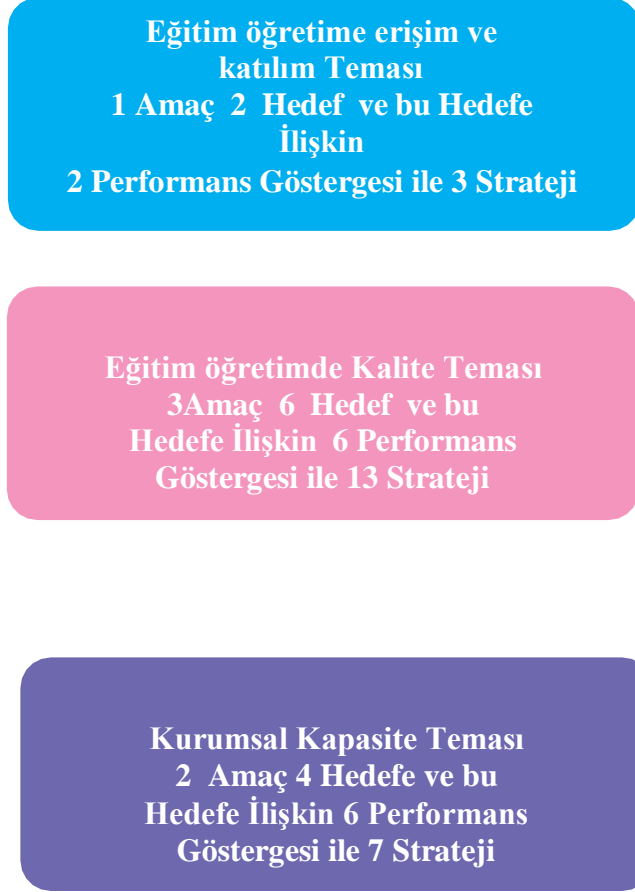 Eğitim öğretime erişim ve
katılım Teması
1 Amaç 2 Hedef ve bu Hedefe
İlişkin
2 Performans Göstergesi ile 3 Strateji
Eğitim öğretimde Kalite Teması
3Amaç 6 Hedef ve bu
Hedefe İlişkin 6 Performans
Göstergesi ile 13 Strateji
Kurumsal Kapasite Teması
2 Amaç 4 Hedefe ve bu
Hedefe İlişkin 6 Performans
Göstergesi ile 7 Strateji